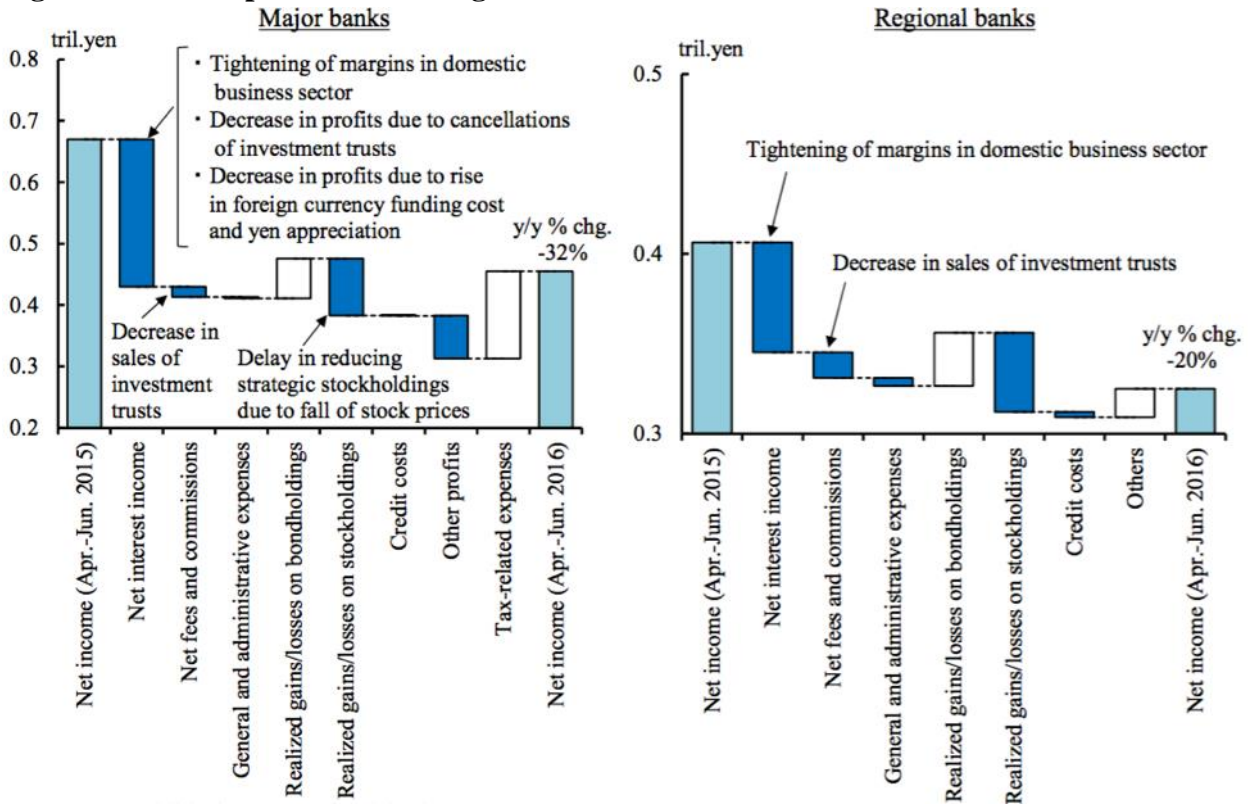 Major banks
tril.yen
0.8
0.7
0.6
0.5
0.4
0.3
0.2
・Tightening of margins in domestic
business sector
・Decrease in profits due to cancellations
of investment trusts
・Decrease in profits due to rise
in foreign currency funding cost
and yen appreciation
y/y % chg.
-32%
Decrease in
sales of
investment
trusts
Delay in reducing
strategic stockholdings
due to fall of stock prices
Net income (Apr.-Jun. 2015)
Net interest income
Net fees and commissions
General and administrative expenses
Realized gains/losses on bondholdings
Realized gains/losses on stockholdings
Credit costs
Other profits
Tax-related expenses
Net income (Apr.-Jun. 2016)
Regional banks
tril.yen
0.5
0.4
0.3
Tightening of margins in domestic business sector
Decrease in sales of investment trusts
y/y % chg.
-20%
Net income (Apr.-Jun. 2015)
Net interest income
Net fees and commissions
General and administrative expenses
Realized gains/losses on bondholdings
Realized gains/losses on stockholdings
Credit costs
Others
Net income (Apr.-Jun. 2016)